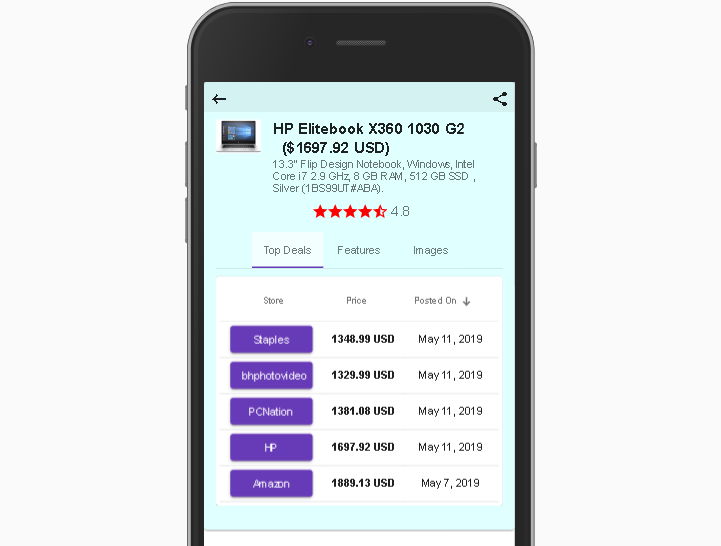 HP Elitebook X360 1030 G2
($1697.92 USD)
13.3" Flip Design Notebook, Windows, Intel
Core i7 2.9 GHz, 8 GB RAM, 512 GB SSD ,
Silver (1BS99UT#ABA).
4.8
Top Deals Features Images
Store Price Posted On
Staples 1348.99 USD May 11, 2019
bhphotovideo 1329.99 USD May 11, 2019
PCNation 1381.08 USD May 11, 2019
HP 1697.92 USD May 11, 2019
Amazon 1889.13 USD May 7, 2019